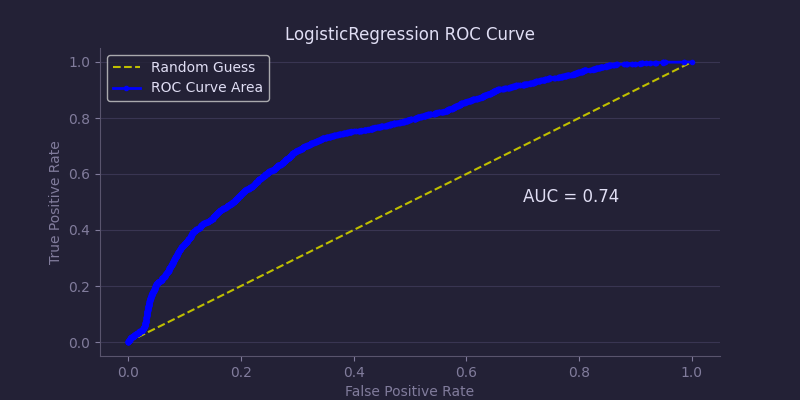 LogisticRegression ROC Curve
Random Guess
ROC Curve Area
True Positive Rate
1.0
0.8
0.6
0.4
0.2
0.0
AUC = 0.74
0.0 0.2 0.4 0.6 0.8 1.0
False Positive Rate